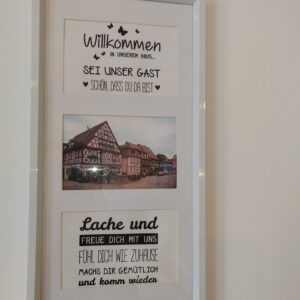 Willkommen
IN UNSEREM HAUS...
SEI UNSER GAST
SCHÖN, DASS DU DA BIST
Lache und
FREUE DICH MIT UNS
FÜHL DICH WIE ZUHAUSE
MACHS DIR GEMÜTLICH
und komm wieder